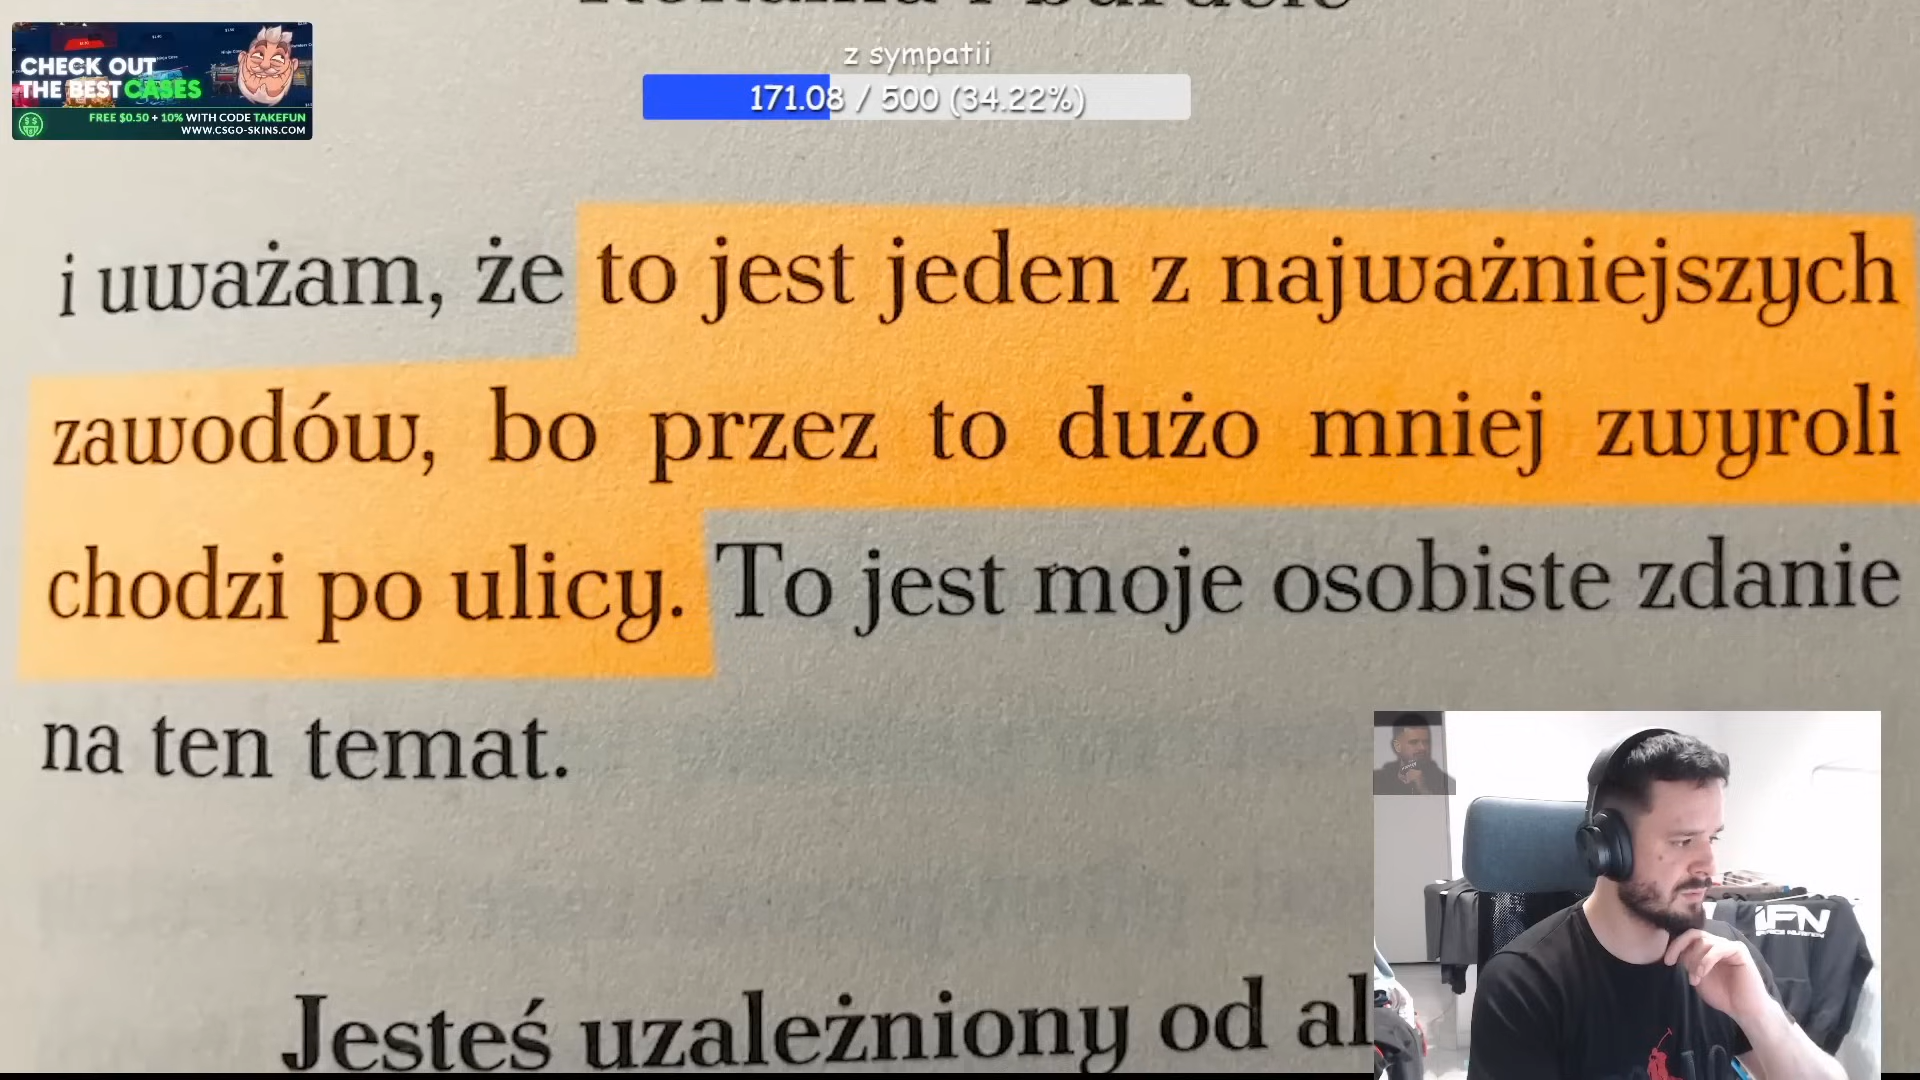 z sympatii
171.08 / 500 (34.22%)
CHECK OUT
THE BEST CASES
FREE $0.50 + 10% WITH CODE TAKEFUN
WWW.CSGO-SKINS.COM
i uważam, że to jest jeden z najważniejszych
zawodów, bo przez to dużo mniej zwyroli
chodzi po ulicy. To jest moje osobiste zdanie
na ten temat.
Jesteś uzależniony od al